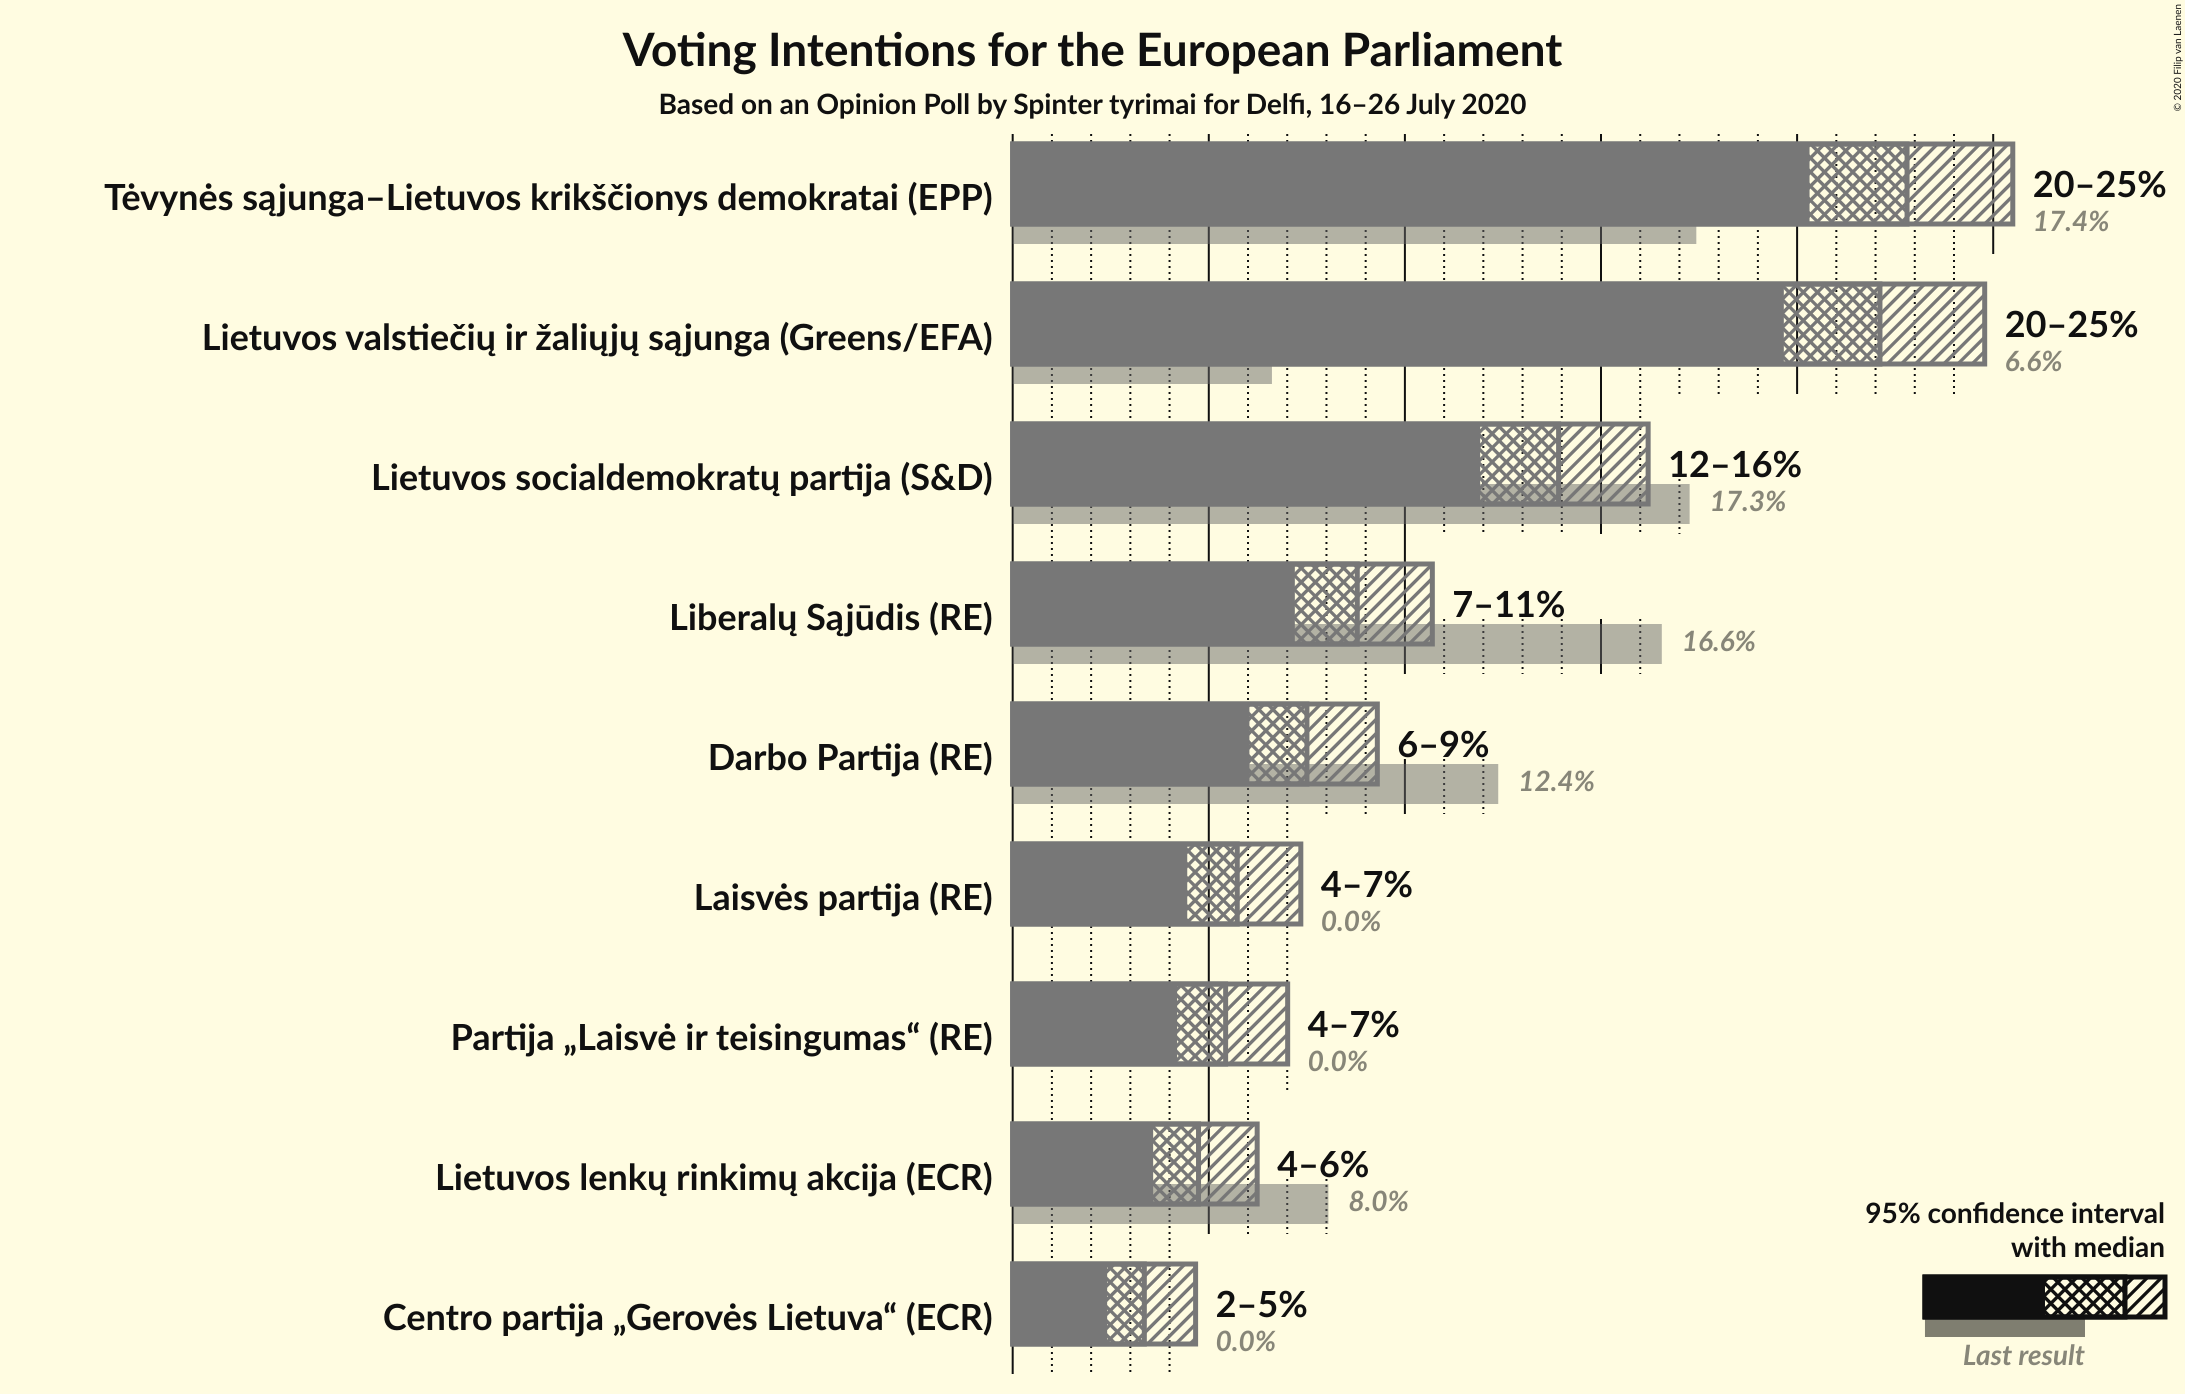 Voting Intentions for the European Parliament
Based on an Opinion Poll by Spinter tyrimai for Delfi, 16–26 July 2020
© 2020 Filip van Laenen
Tėvynės sąjunga–Lietuvos krikščionys demokratai (EPP)
20–25%
17.4%
Lietuvos valstiečių ir žaliųjų sąjunga (Greens/EFA)
20–25%
6.6%
Lietuvos socialdemokratų partija (S&D)
12–16%
17.3%
Liberalų Sąjūdis (RE)
7–11%
16.6%
Darbo Partija (RE)
6–9%
12.4%
Laisvės partija (RE)
4–7%
0.0%
Partija „Laisvė ir teisingumas“ (RE)
4–7%
0.0%
Lietuvos lenkų rinkimų akcija (ECR)
4–6%
8.0%
Centro partija „Gerovės Lietuva“ (ECR)
2–5%
0.0%
95% confidence interval
with median
Last result